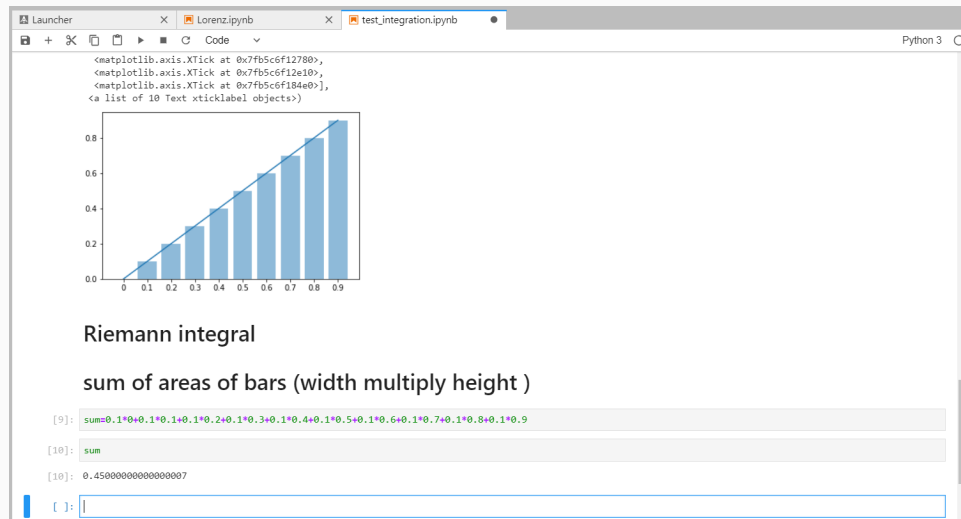 Launcher
Lorenz.ipynb
test_integration.ipynb
Code
Python 3
<matplotlib.axis.XTick at 0x7fb5c6f12780>,
<matplotlib.axis.XTick at 0x7fb5c6f12e10>,
<matplotlib.axis.XTick at 0x7fb5c6f184e0>],
<a list of 10 Text xticklabel objects>)
0.8
0.6
0.4
0.2
0.0
0 0.1 0.2 0.3 0.4 0.5 0.6 0.7 0.8 0.9
Riemann integral
sum of areas of bars (width multiply height )
[9]: sum=0.1*0+0.1*0.1+0.1*0.2+0.1*0.3+0.1*0.4+0.1*0.5+0.1*0.6+0.1*0.7+0.1*0.8+0.1*0.9
[10]: sum
[10]: 0.45000000000000007
[ ]: